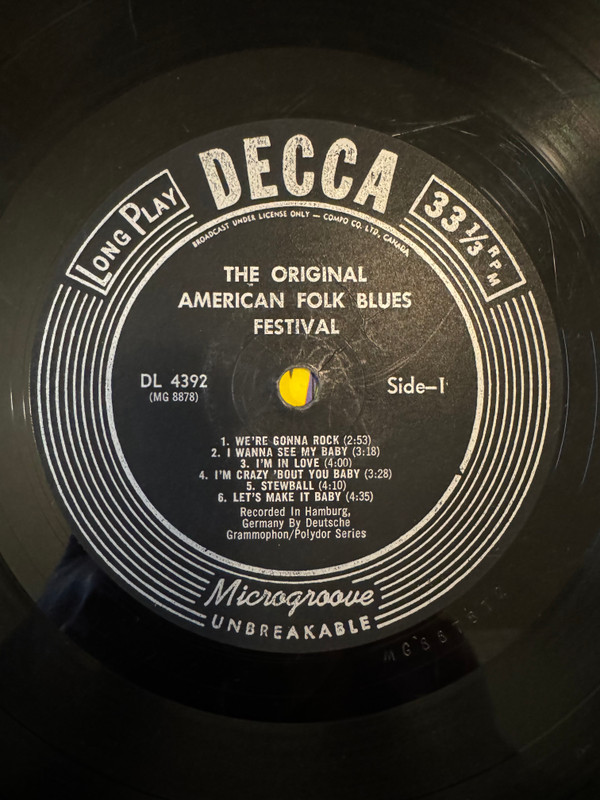 DECCA
LONG PLAY
33 1/3 RPM
BROADCAST UNDER LICENSE ONLY — COMPO CO. LTD, CANADA
THE ORIGINAL
AMERICAN FOLK BLUES
FESTIVAL
DL 4392
(MG 8878)
Side-1
1. WE'RE GONNA ROCK (2:53)
2. I WANNA SEE MY BABY (3:18)
3. I'M IN LOVE (4:00)
4. I'M CRAZY 'BOUT YOU BABY (3:28)
5. STEWBALL (4:10)
6. LET'S MAKE IT BABY (4:35)
Recorded In Hamburg,
Germany By Deutsche
Grammophon/Polydor Series
Microgroove
UNBREAKABLE